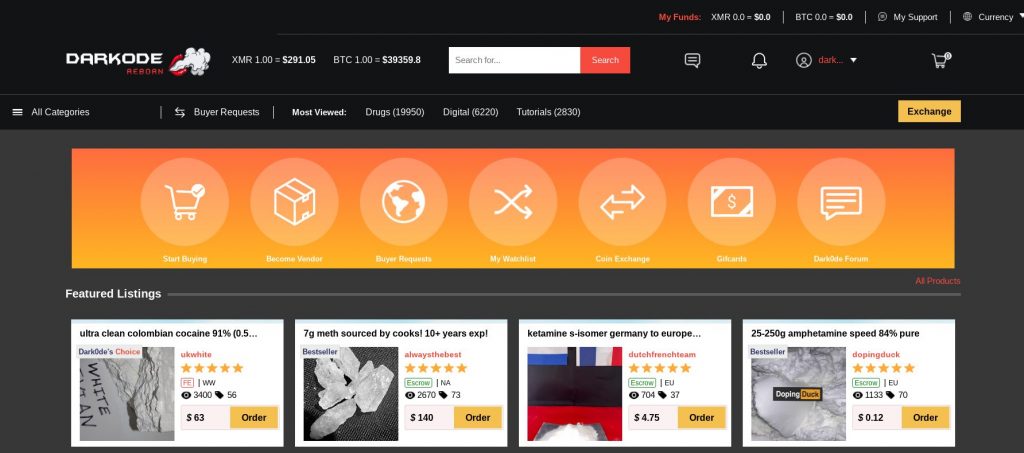 My Funds: XMR 0.0 = $0.0 BTC 0.0 = $0.0 My Support Currency
DARKODE
REBORN
XMR 1.00 = $291.05 BTC 1.00 = $39359.8 Search for... Search dark... 0
All Categories Buyer Requests Most Viewed: Drugs (19950) Digital (6220) Tutorials (2830) Exchange
Start Buying Become Vendor Buyer Requests My Watchlist Coin Exchange Gifcards Dark0de Forum
All Products
Featured Listings
ultra clean colombian cocaine 91% (0.5...
Dark0de's Choice
WHITE
ukwhite
FE | WW
3400 56
$ 63 Order
7g meth sourced by cooks! 10+ years exp!
Bestseller
alwaysthebest
Escrow | NA
2670 73
$ 140 Order
ketamine s-isomer germany to europe...
dutchfrenchteam
Escrow | EU
704 37
$ 4.75 Order
25-250g amphetamine speed 84% pure
Bestseller
Doping Duck
dopingduck
Escrow | EU
1133 70
$ 0.12 Order